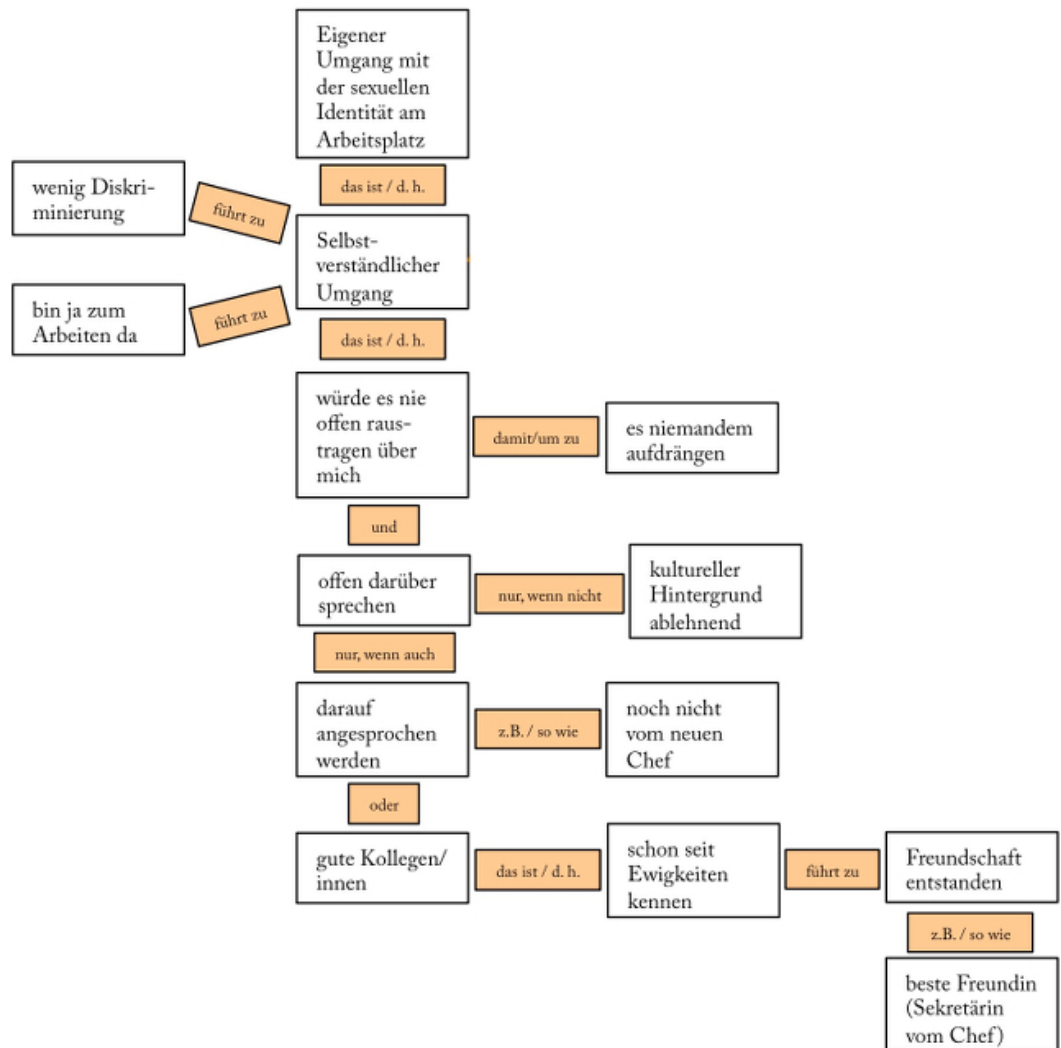 Eigener
Umgang mit
der sexuellen
Identität am
Arbeitsplatz
das ist / d. h.
wenig Diskri-
minierung
führt zu
Selbst-
verständlicher
Umgang
bin ja zum
Arbeiten da
führt zu
das ist / d. h.
würde es nie
offen raus-
tragen über
mich
damit/um zu
es niemandem
aufdrängen
und
offen darüber
sprechen
nur, wenn nicht
kultureller
Hintergrund
ablehnend
nur, wenn auch
darauf
angesprochen
werden
z.B. / so wie
noch nicht
vom neuen
Chef
oder
gute Kollegen/
innen
das ist / d. h.
schon seit
Ewigkeiten
kennen
führt zu
Freundschaft
entstanden
z.B. / so wie
beste Freundin
(Sekretärin
vom Chef)